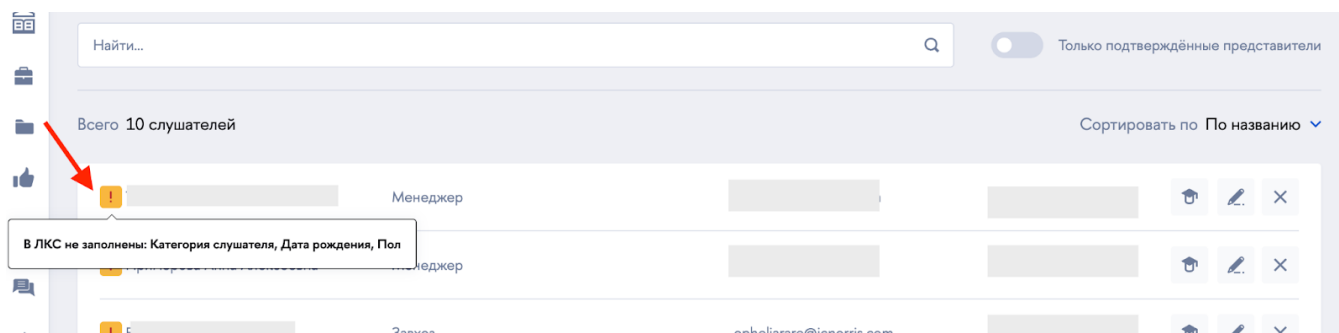 Найти...
Только подтверждённые представители
Всего 10 слушателей
Сортировать по По названию
! Менеджер
В ЛКС не заполнены: Категория слушателя, Дата рождения, Пол
Менеджер
! Завхоз